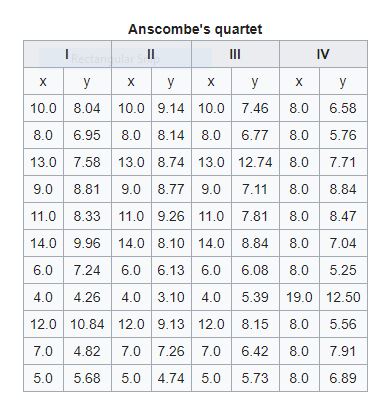 Anscombe's quartet
I II III IV
x y x y x y x y
10.0 8.04 10.0 9.14 10.0 7.46 8.0 6.58
8.0 6.95 8.0 8.14 8.0 6.77 8.0 5.76
13.0 7.58 13.0 8.74 13.0 12.74 8.0 7.71
9.0 8.81 9.0 8.77 9.0 7.11 8.0 8.84
11.0 8.33 11.0 9.26 11.0 7.81 8.0 8.47
14.0 9.96 14.0 8.10 14.0 8.84 8.0 7.04
6.0 7.24 6.0 6.13 6.0 6.08 8.0 5.25
4.0 4.26 4.0 3.10 4.0 5.39 19.0 12.50
12.0 10.84 12.0 9.13 12.0 8.15 8.0 5.56
7.0 4.82 7.0 7.26 7.0 6.42 8.0 7.91
5.0 5.68 5.0 4.74 5.0 5.73 8.0 6.89